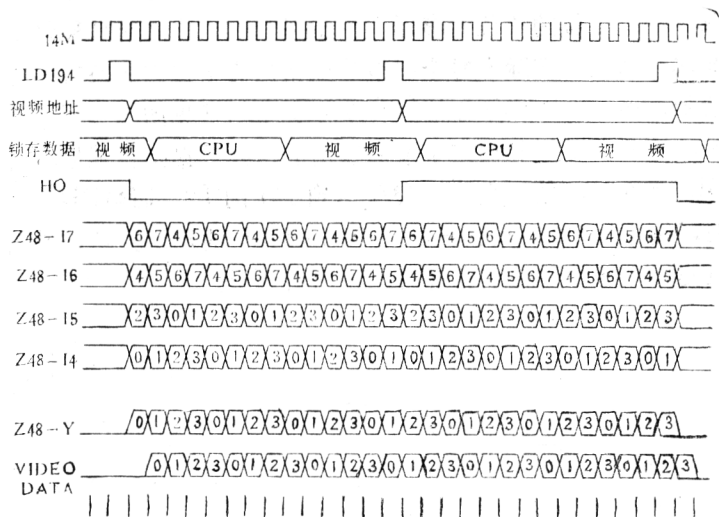 14M
LD194
视频地址
锁存数据 视频 CPU 视频 CPU 视频
HO
Z48-I7 6 7 4 5 6 7 4 5 6 7 4 5 6 7 6 7 4 5 6 7 4 5 6 7 4 5 6 7
Z48-I6 4 5 6 7 4 5 6 7 4 5 6 7 4 5 4 5 6 7 4 5 6 7 4 5 6 7 4 5
Z48-I5 2 3 0 1 2 3 0 1 2 3 0 1 2 3 2 3 0 1 2 3 0 1 2 3 0 1 2 3
Z48-I4 0 1 2 3 0 1 2 3 0 1 2 3 0 1 0 1 2 3 0 1 2 3 0 1 2 3 0 1
Z48-Y 0 1 2 3 0 1 2 3 0 1 2 3 0 1 2 3 0 1 2 3 0 1 2 3 0 1 2 3
VIDEO DATA 0 1 2 3 0 1 2 3 0 1 2 3 0 1 2 3 0 1 2 3 0 1 2 3 0 1 2 3